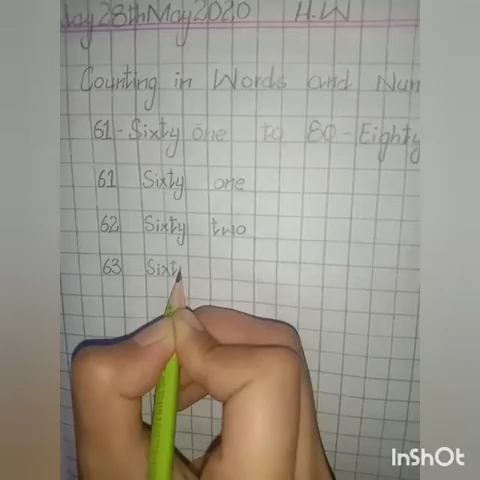 28th May 2020 H.W
Counting in Words and
61-Sixty one to 80-Eighty
61 Sixty one
62 Sixty two
63 Sixt
InShOt